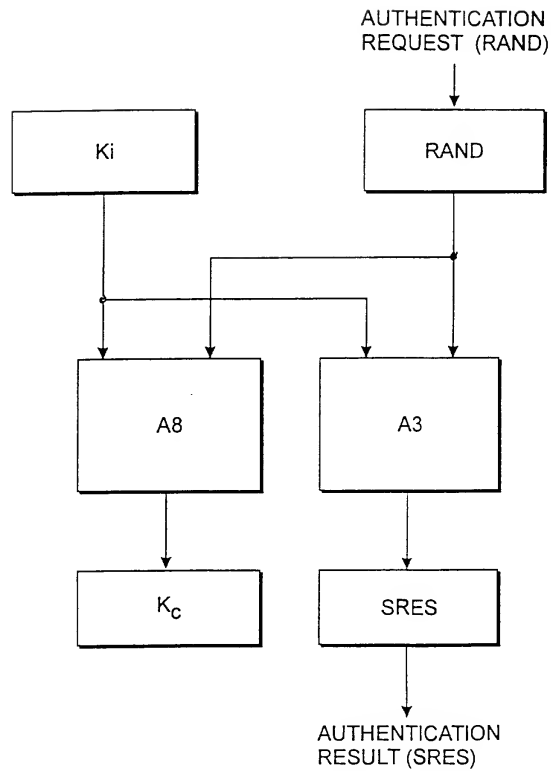 AUTHENTICATION
REQUEST (RAND)
Ki
RAND
A8
A3
Kc
SRES
AUTHENTICATION
RESULT (SRES)